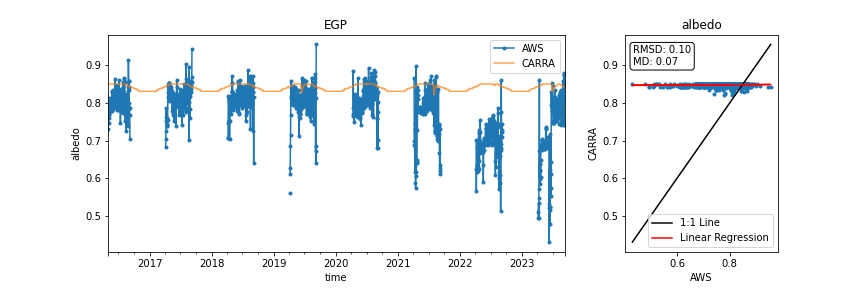 EGP
albedo
0.9
0.8
0.7
0.6
0.5
2017
2018
2019
2020
2021
2022
2023
time
AWS
CARRA
albedo
CARRA
0.9
0.8
0.7
0.6
0.5
0.6
0.8
AWS
RMSD: 0.10
MD: 0.07
1:1 Line
Linear Regression